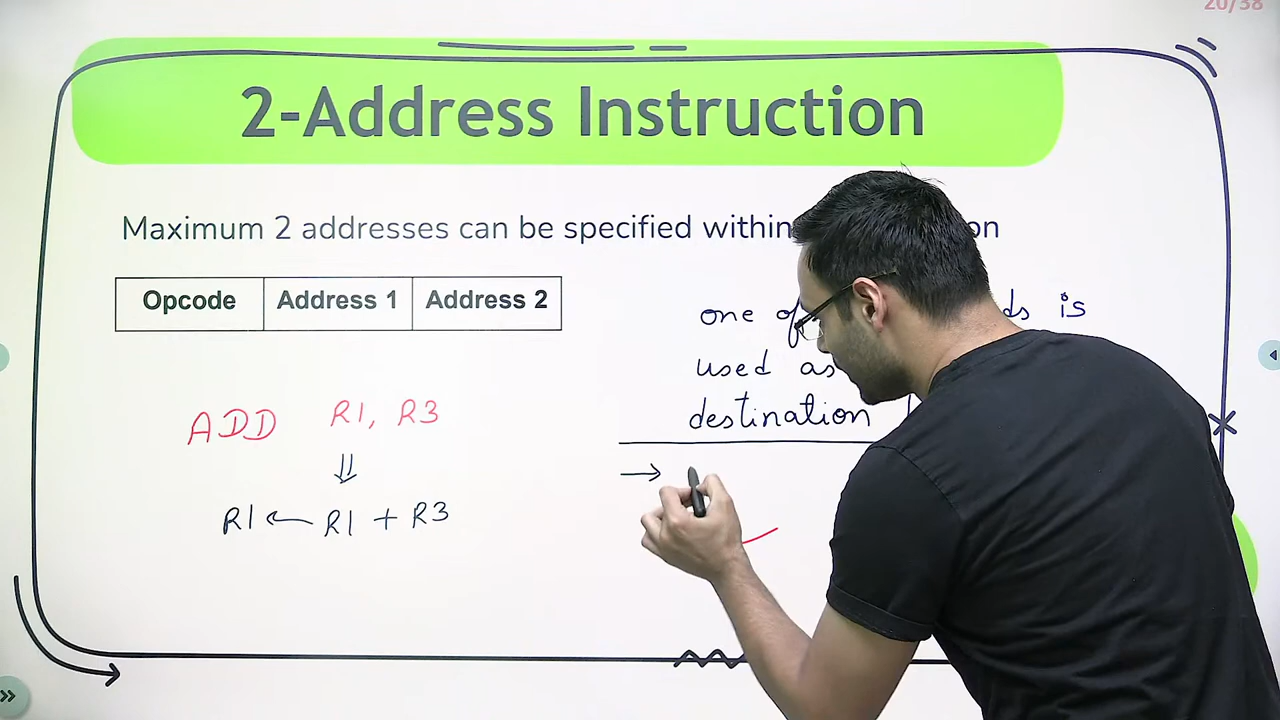 20/38
2-Address Instruction
Maximum 2 addresses can be specified within on
Opcode Address 1 Address 2
one of ds is
used as
destination
ADD R1, R3
⇓
R1 ← R1 + R3
→